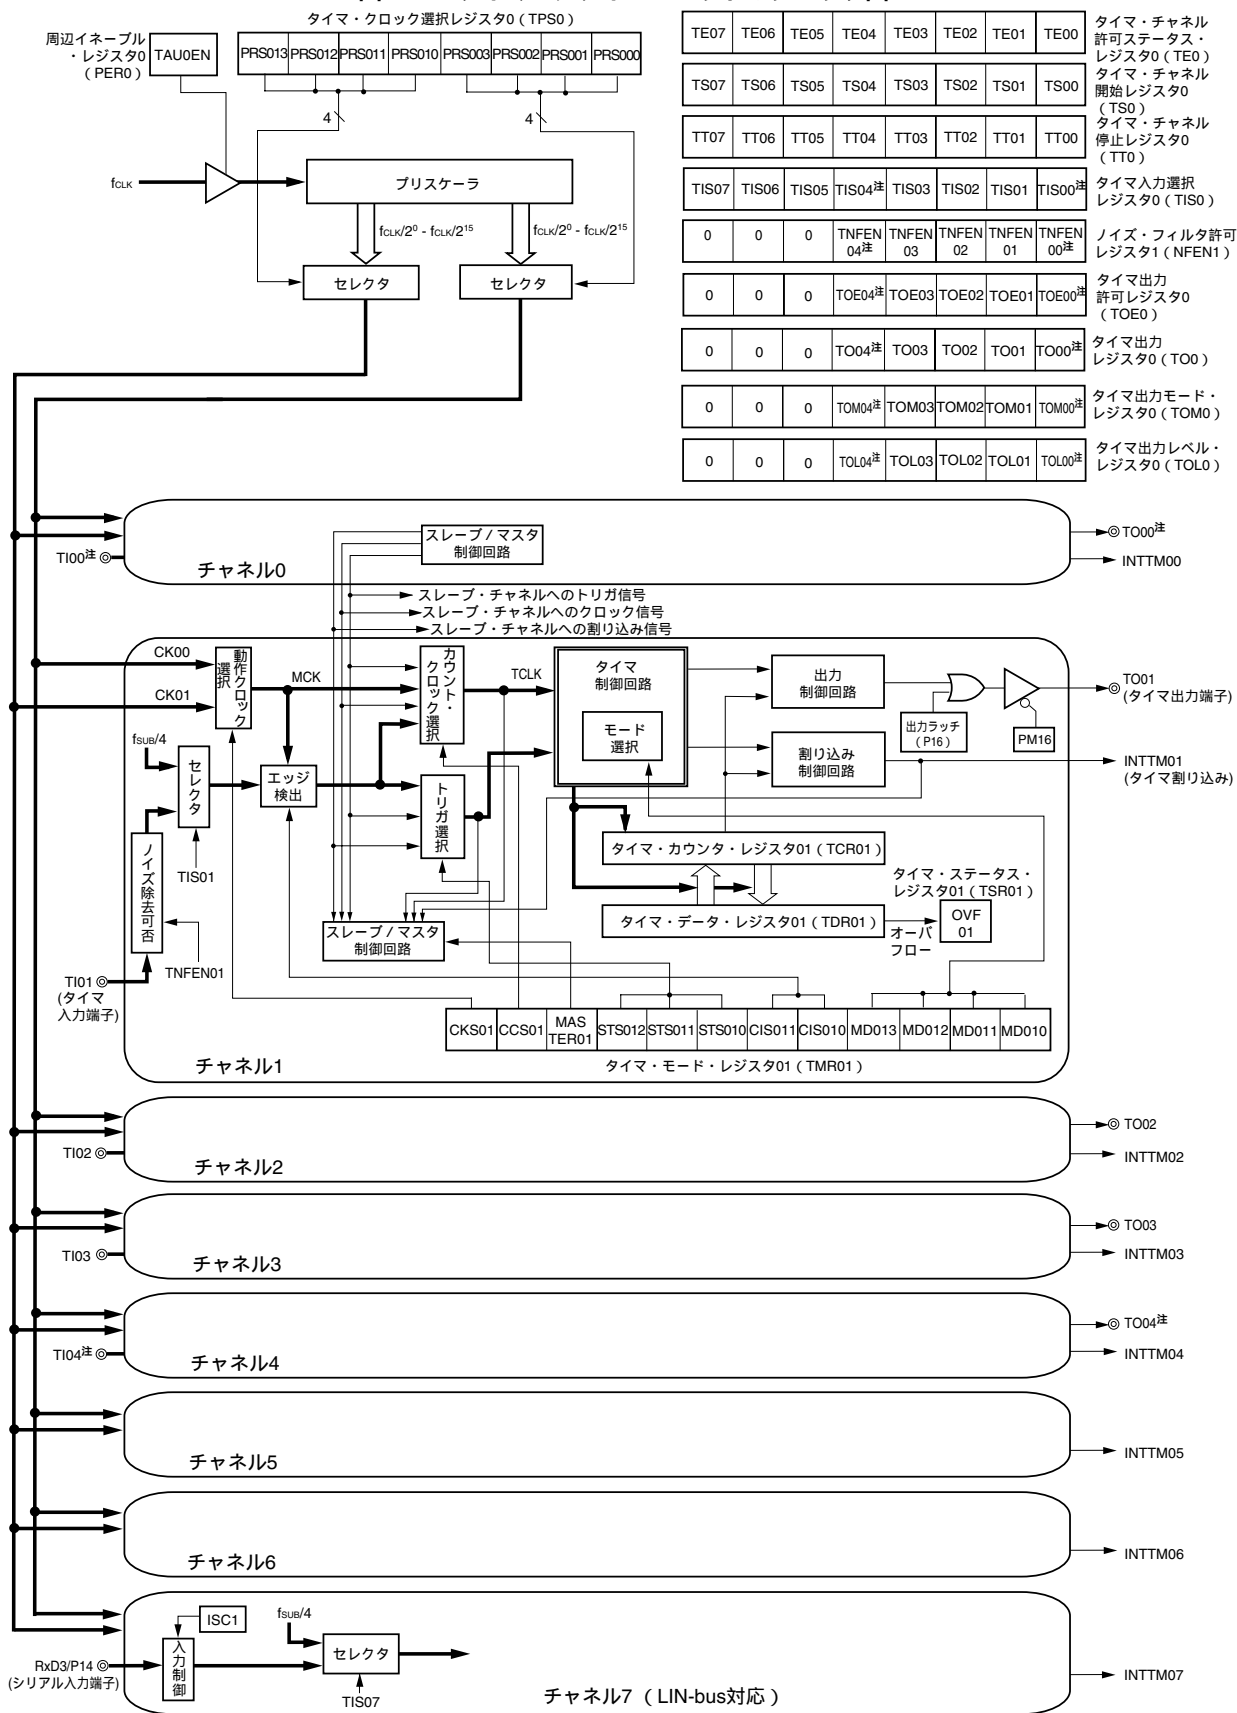 タイマ・クロック選択レジスタ0（TPS0）
周辺イネーブル
・レジスタ0
（PER0）
TAU0EN
PRS013 PRS012 PRS011 PRS010 PRS003 PRS002 PRS001 PRS000
4
4
fCLK
プリスケーラ
fCLK/2⁰ - fCLK/2¹⁵
fCLK/2⁰ - fCLK/2¹⁵
セレクタ
セレクタ
TE07 TE06 TE05 TE04 TE03 TE02 TE01 TE00
タイマ・チャネル
許可ステータス・
レジスタ0（TE0）
TS07 TS06 TS05 TS04 TS03 TS02 TS01 TS00
タイマ・チャネル
開始レジスタ0
（TS0）
TT07 TT06 TT05 TT04 TT03 TT02 TT01 TT00
タイマ・チャネル
停止レジスタ0
（TT0）
TIS07 TIS06 TIS05 TIS04注 TIS03 TIS02 TIS01 TIS00注
タイマ入力選択
レジスタ0（TIS0）
0 0 0 TNFEN04注 TNFEN03 TNFEN02 TNFEN01 TNFEN00注
ノイズ・フィルタ許可
レジスタ1（NFEN1）
0 0 0 TOE04注 TOE03 TOE02 TOE01 TOE00注
タイマ出力
許可レジスタ0
（TOE0）
0 0 0 TO04注 TO03 TO02 TO01 TO00注
タイマ出力
レジスタ0（TO0）
0 0 0 TOM04注 TOM03 TOM02 TOM01 TOM00注
タイマ出力モード・
レジスタ0（TOM0）
0 0 0 TOL04注 TOL03 TOL02 TOL01 TOL00注
タイマ出力レベル・
レジスタ0（TOL0）
TI00注
チャネル0
スレーブ / マスタ
制御回路
TO00注
INTTM00
スレーブ・チャネルへのトリガ信号
スレーブ・チャネルへのクロック信号
スレーブ・チャネルへの割り込み信号
CK00
CK01
動作クロック
選択
MCK
カウント・
クロック選択
TCLK
タイマ
制御回路
モード
選択
出力
制御回路
出力ラッチ
（P16）
PM16
TO01
(タイマ出力端子)
割り込み
制御回路
INTTM01
(タイマ割り込み)
fSUB/4
セレクタ
エッジ
検出
トリガ選択
TIS01
ノイズ除去可否
TNFEN01
TI01
(タイマ
入力端子)
タイマ・カウンタ・レジスタ01（TCR01）
タイマ・データ・レジスタ01（TDR01）
タイマ・ステータス・
レジスタ01（TSR01）
オーバ
フロー
OVF
01
スレーブ / マスタ
制御回路
CKS01 CCS01 MASTER01 STS012 STS011 STS010 CIS011 CIS010 MD013 MD012 MD011 MD010
タイマ・モード・レジスタ01（TMR01）
チャネル1
TI02
チャネル2
TO02
INTTM02
TI03
チャネル3
TO03
INTTM03
TI04注
チャネル4
TO04注
INTTM04
チャネル5
INTTM05
チャネル6
INTTM06
ISC1
fSUB/4
RxD3/P14
(シリアル入力端子)
入力制御
セレクタ
TIS07
チャネル7（LIN-bus対応）
INTTM07